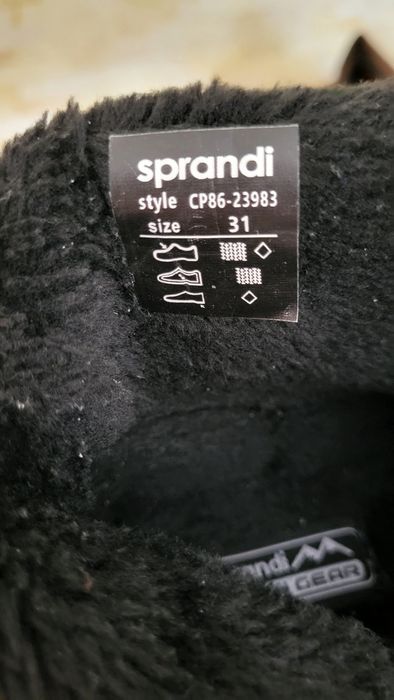 sprandi
style CP86-23983
size 31
GEAR